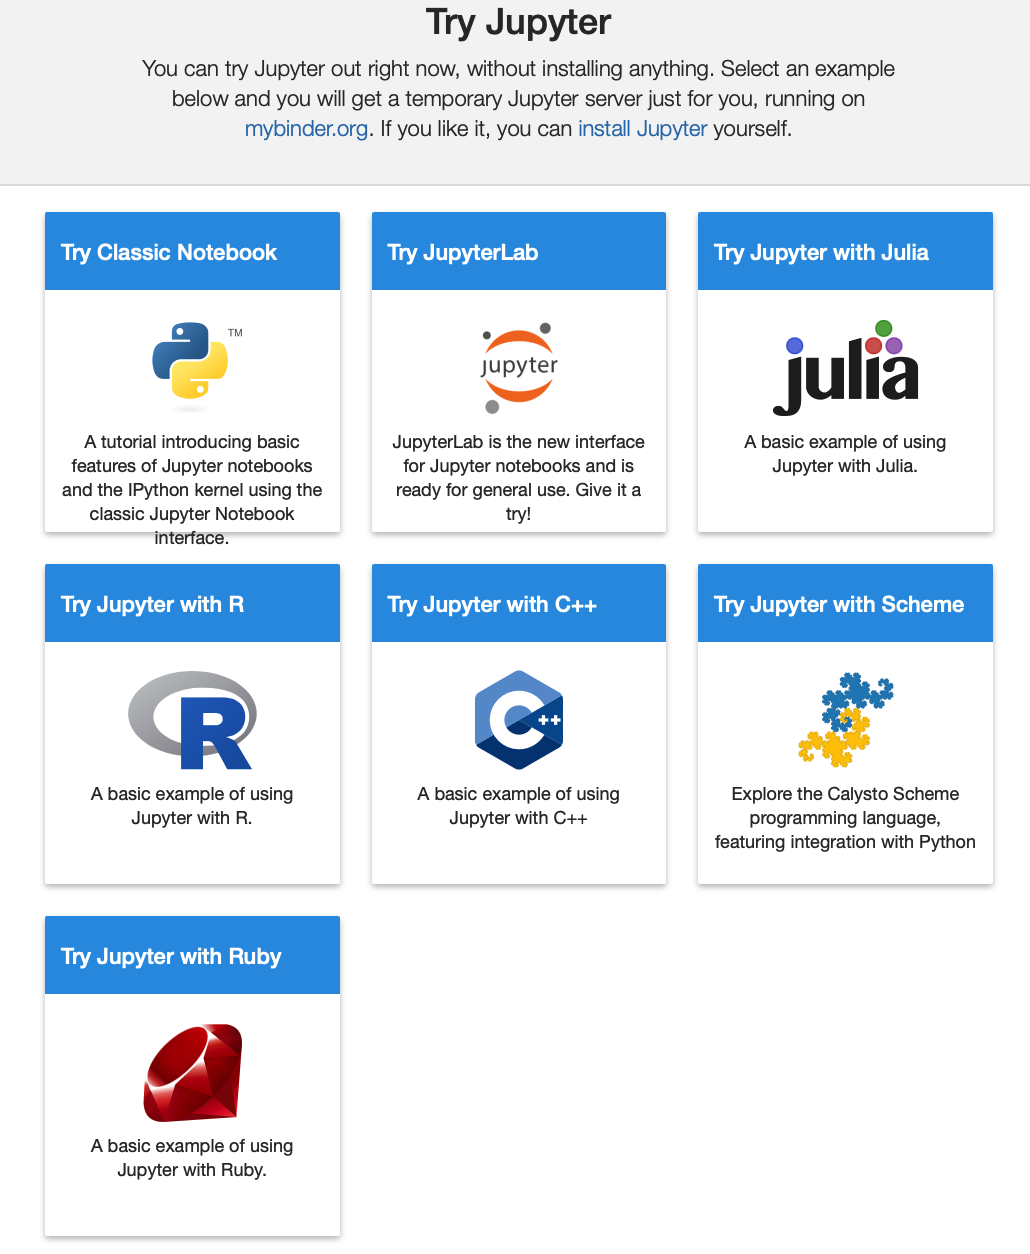 Try Jupyter
You can try Jupyter out right now, without installing anything. Select an example
below and you will get a temporary Jupyter server just for you, running on
mybinder.org. If you like it, you can install Jupyter yourself.
Try Classic Notebook
TM
A tutorial introducing basic
features of Jupyter notebooks
and the IPython kernel using the
classic Jupyter Notebook
interface.
Try JupyterLab
jupyter
JupyterLab is the new interface
for Jupyter notebooks and is
ready for general use. Give it a
try!
Try Jupyter with Julia
julia
A basic example of using
Jupyter with Julia.
Try Jupyter with R
R
A basic example of using
Jupyter with R.
Try Jupyter with C++
C++
A basic example of using
Jupyter with C++
Try Jupyter with Scheme
Explore the Calysto Scheme
programming language,
featuring integration with Python
Try Jupyter with Ruby
A basic example of using
Jupyter with Ruby.